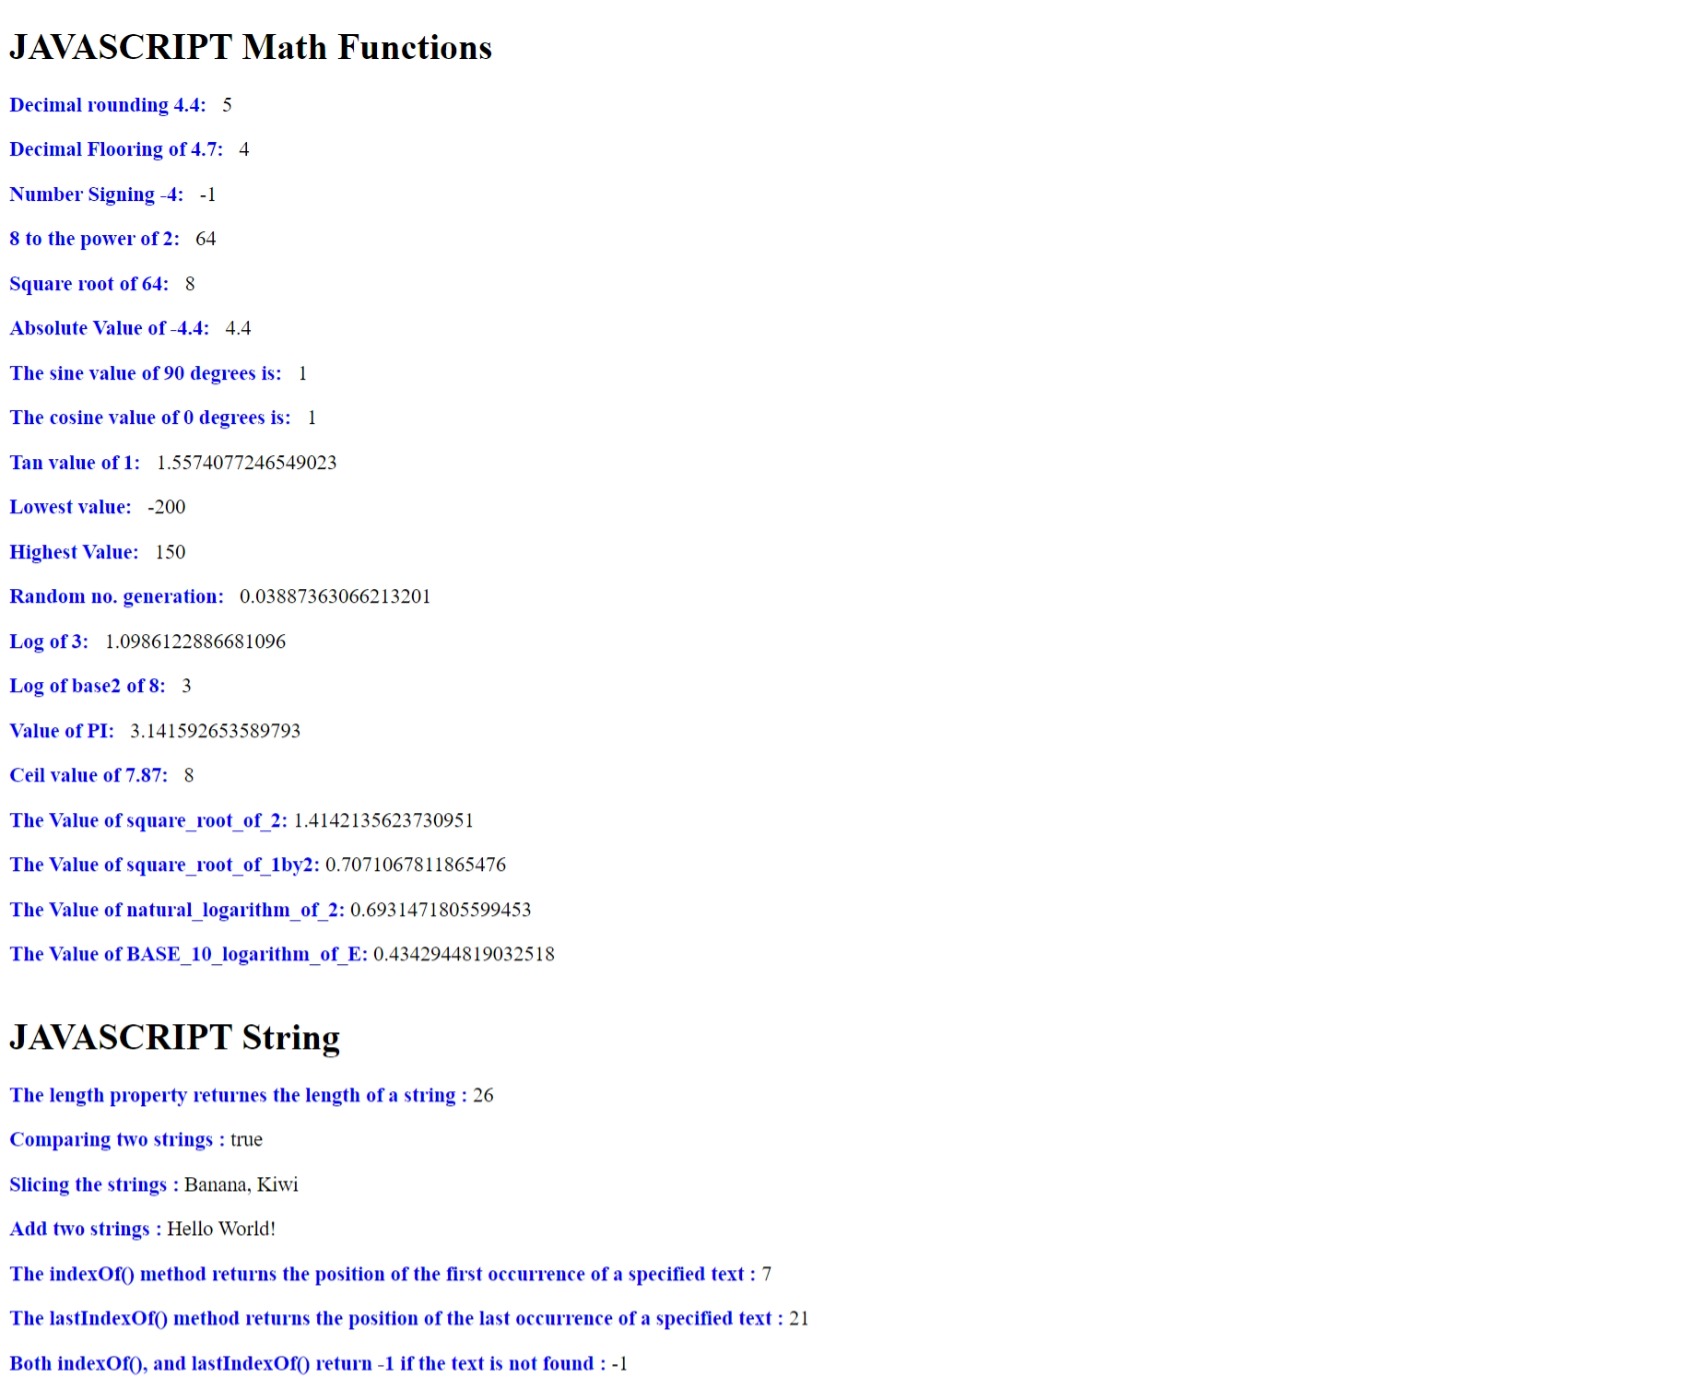 JAVASCRIPT Math Functions
Decimal rounding 4.4: 5
Decimal Flooring of 4.7: 4
Number Signing -4: -1
8 to the power of 2: 64
Square root of 64: 8
Absolute Value of -4.4: 4.4
The sine value of 90 degrees is: 1
The cosine value of 0 degrees is: 1
Tan value of 1: 1.5574077246549023
Lowest value: -200
Highest Value: 150
Random no. generation: 0.03887363066213201
Log of 3: 1.0986122886681096
Log of base2 of 8: 3
Value of PI: 3.141592653589793
Ceil value of 7.87: 8
The Value of square_root_of_2: 1.4142135623730951
The Value of square_root_of_1by2: 0.7071067811865476
The Value of natural_logarithm_of_2: 0.6931471805599453
The Value of BASE_10_logarithm_of_E: 0.4342944819032518
JAVASCRIPT String
The length property returnes the length of a string : 26
Comparing two strings : true
Slicing the strings : Banana, Kiwi
Add two strings : Hello World!
The indexOf() method returns the position of the first occurrence of a specified text : 7
The lastIndexOf() method returns the position of the last occurrence of a specified text : 21
Both indexOf(), and lastIndexOf() return -1 if the text is not found : -1